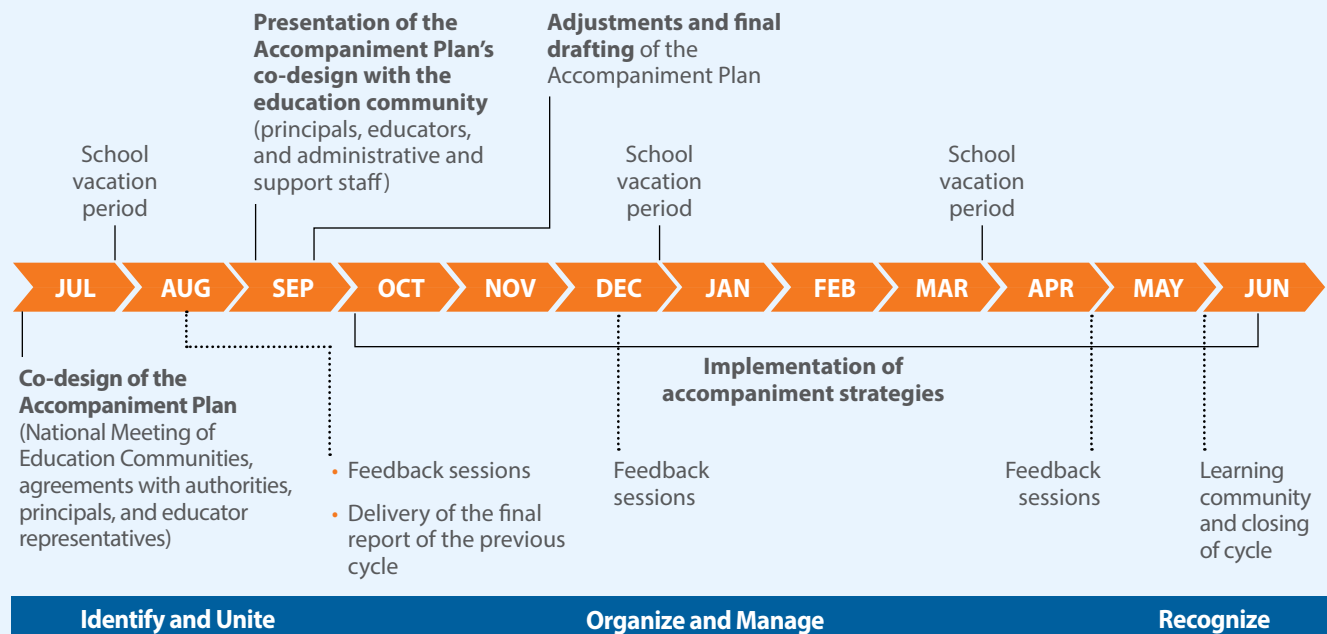 Presentation of the
Accompaniment Plan’s
co-design with the
education community
(principals, educators,
and administrative and
support staff)
Adjustments and final
drafting of the
Accompaniment Plan
School
vacation
period
School
vacation
period
School
vacation
period
JUL AUG SEP OCT NOV DEC JAN FEB MAR APR MAY JUN
Co-design of the
Accompaniment Plan
(National Meeting of
Education Communities,
agreements with authorities,
principals, and educator
representatives)
Implementation of
accompaniment strategies
• Feedback sessions
• Delivery of the final
report of the previous
cycle
Feedback
sessions
Feedback
sessions
Learning
community
and closing
of cycle
Identify and Unite Organize and Manage Recognize